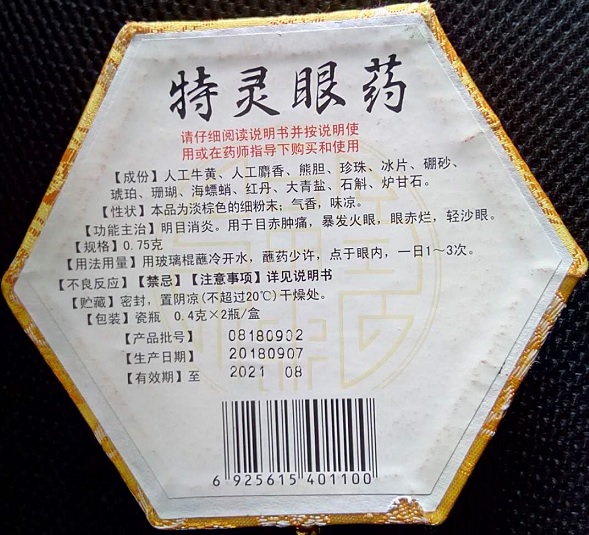 特灵眼药
请仔细阅读说明书并按说明使
用或在药师指导下购买和使用
【成份】人工牛黄、人工麝香、熊胆、珍珠、冰片、硼砂、
琥珀、珊瑚、海螵蛸、红丹、大青盐、石斛、炉甘石。
【性状】本品为淡棕色的细粉末；气香，味凉。
【功能主治】明目消炎。用于目赤肿痛，暴发火眼，眼赤烂，轻沙眼。
【规格】0.75克
【用法用量】用玻璃棍蘸冷开水，蘸药少许，点于眼内，一日1~3次。
【不良反应】【禁忌】【注意事项】详见说明书
【贮藏】密封，置阴凉(不超过20℃)干燥处。
【包装】瓷瓶 0.4克×2瓶/盒
【产品批号】 08180902
【生产日期】 20180907
【有效期】至 2021 08
6 925615 401100